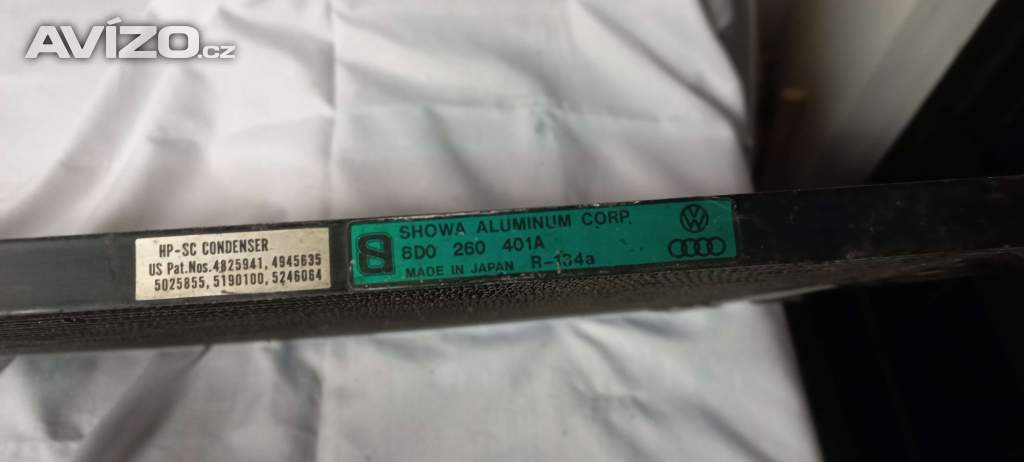 AVÍZO.cz
HP-SC CONDENSER
US Pat.Nos.4825941, 4945635
5025855, 5190100, 5246064
SHOWA ALUMINUM CORP.
8D0 260 401A
MADE IN JAPAN R-134a